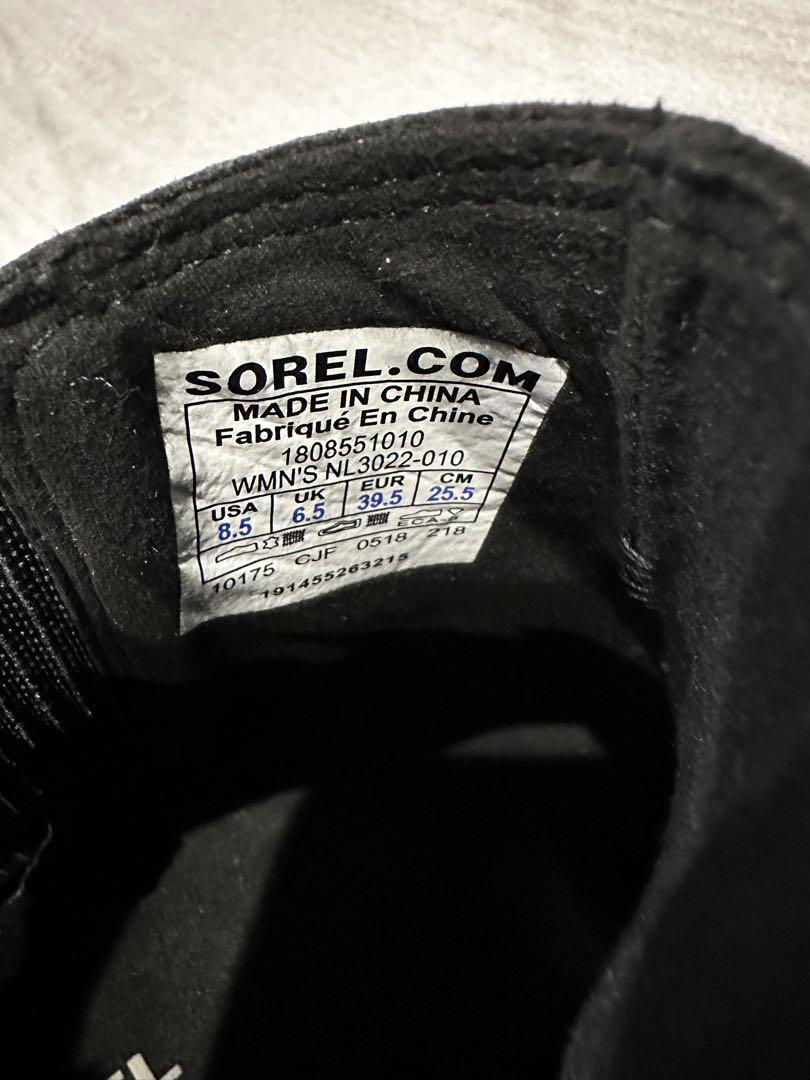 SOREL.COM
MADE IN CHINA
Fabriqué En Chine
1808551010
WMN'S NL3022-010
USA UK EUR CM
8.5 6.5 39.5 25.5
ECA
10175 CJF 0518 218
191455263215